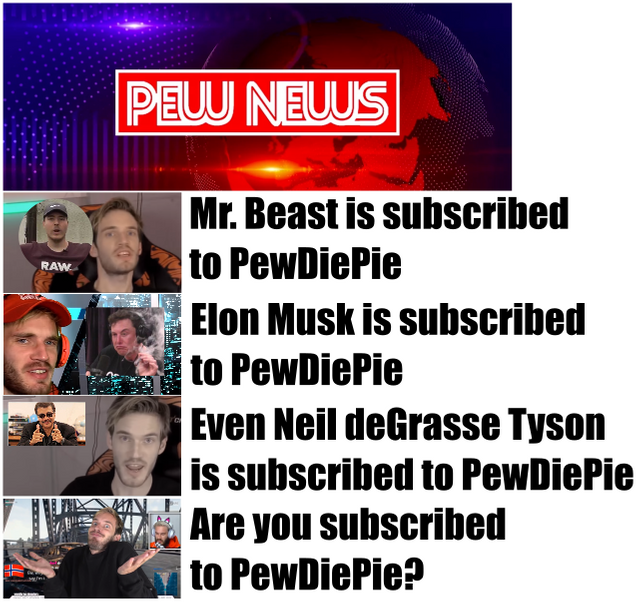 PEW NEWS
Mr. Beast is subscribed
to PewDiePie
RAW.
Elon Musk is subscribed
to PewDiePie
Even Neil deGrasse Tyson
is subscribed to PewDiePie
Are you subscribed
to PewDiePie?